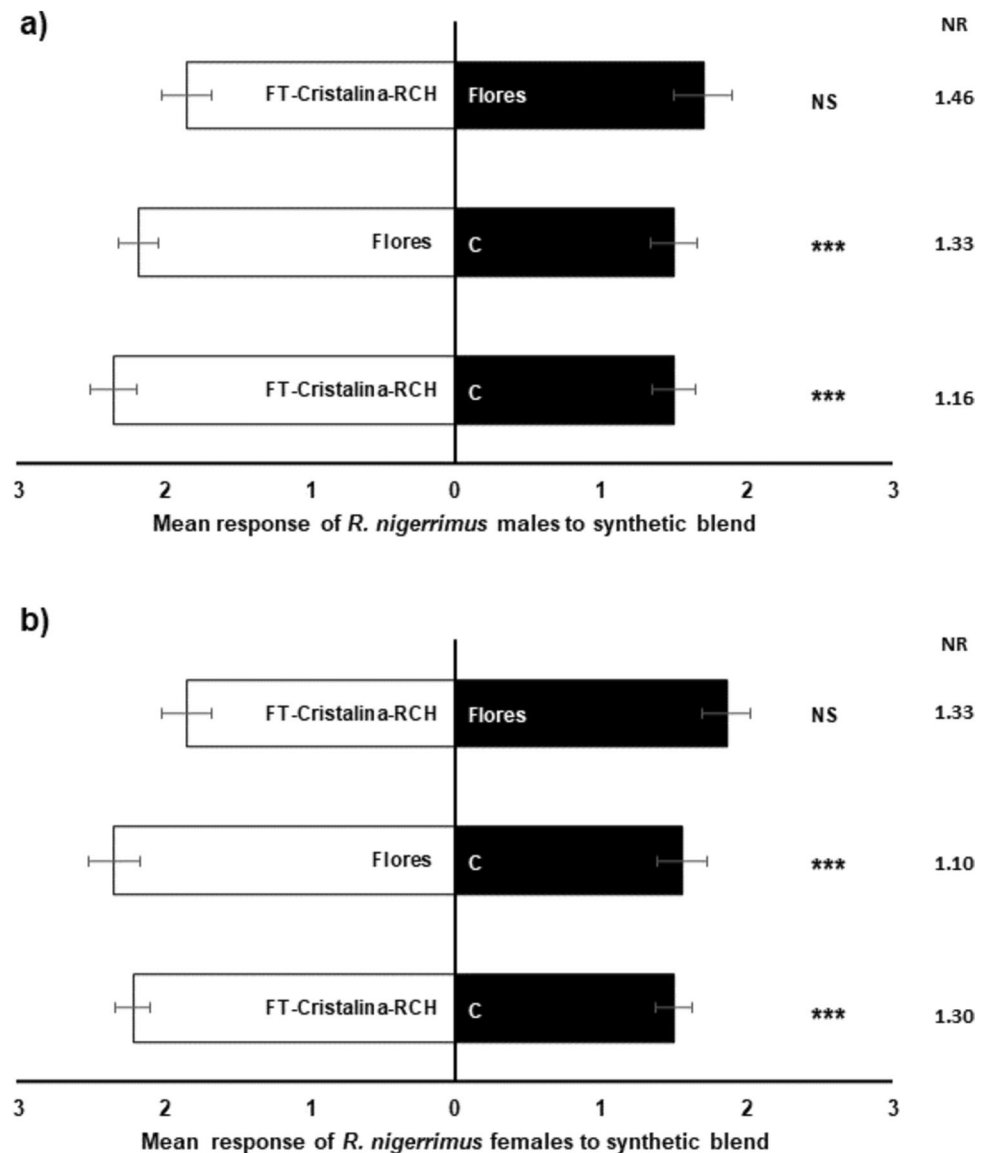 a)
NR
FT-Cristalina-RCH Flores NS 1.46
Flores C *** 1.33
FT-Cristalina-RCH C *** 1.16
3 2 1 0 1 2 3
Mean response of R. nigerrimus males to synthetic blend
b)
NR
FT-Cristalina-RCH Flores NS 1.33
Flores C *** 1.10
FT-Cristalina-RCH C *** 1.30
3 2 1 0 1 2 3
Mean response of R. nigerrimus females to synthetic blend